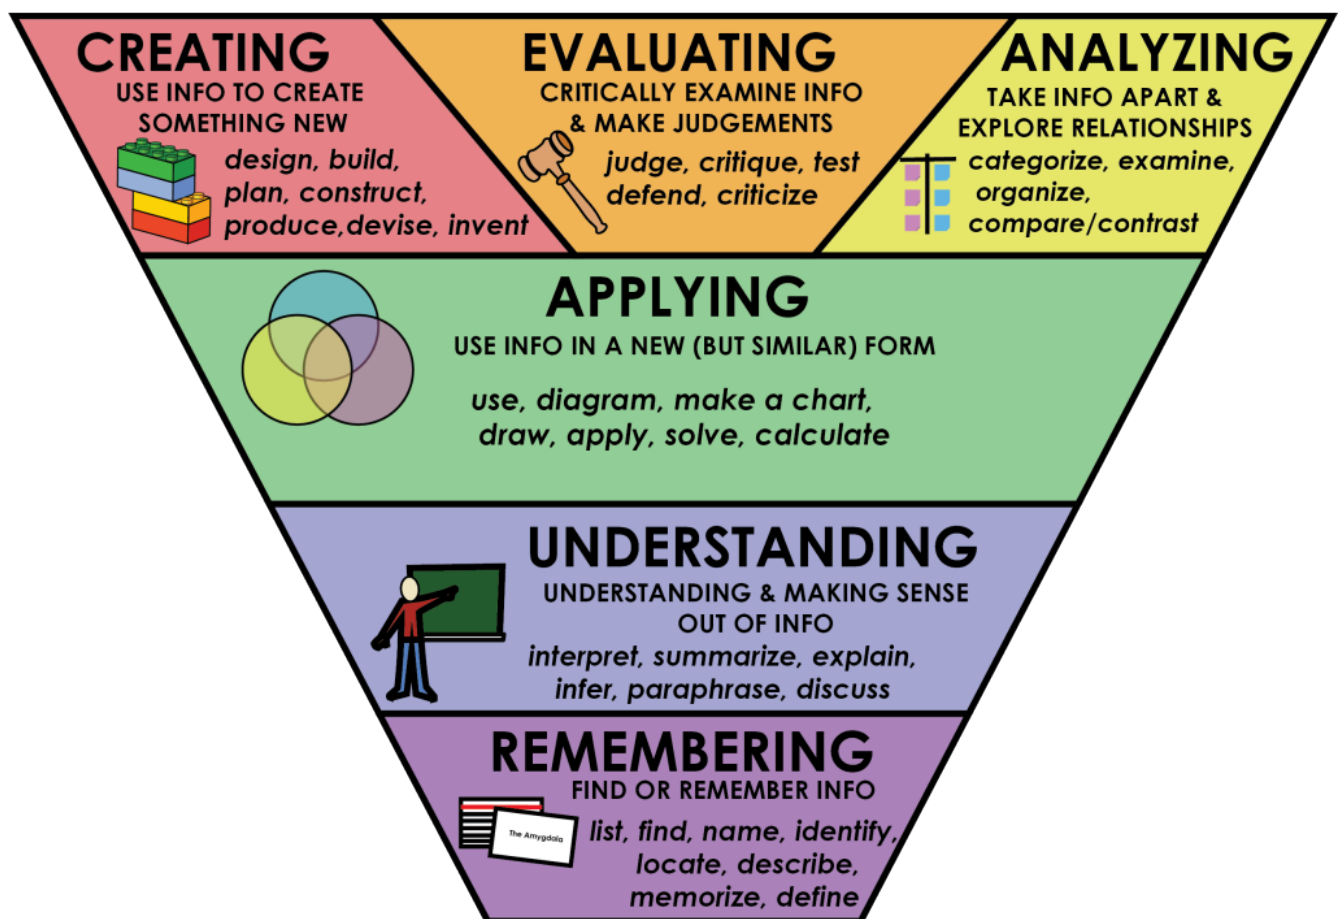 CREATING
USE INFO TO CREATE
SOMETHING NEW
design, build,
plan, construct,
produce,devise, invent
EVALUATING
CRITICALLY EXAMINE INFO
& MAKE JUDGEMENTS
judge, critique, test
defend, criticize
ANALYZING
TAKE INFO APART &
EXPLORE RELATIONSHIPS
categorize, examine,
organize,
compare/contrast
APPLYING
USE INFO IN A NEW (BUT SIMILAR) FORM
use, diagram, make a chart,
draw, apply, solve, calculate
UNDERSTANDING
UNDERSTANDING & MAKING SENSE
OUT OF INFO
interpret, summarize, explain,
infer, paraphrase, discuss
REMEMBERING
FIND OR REMEMBER INFO
The Amygdala
list, find, name, identify,
locate, describe,
memorize, define